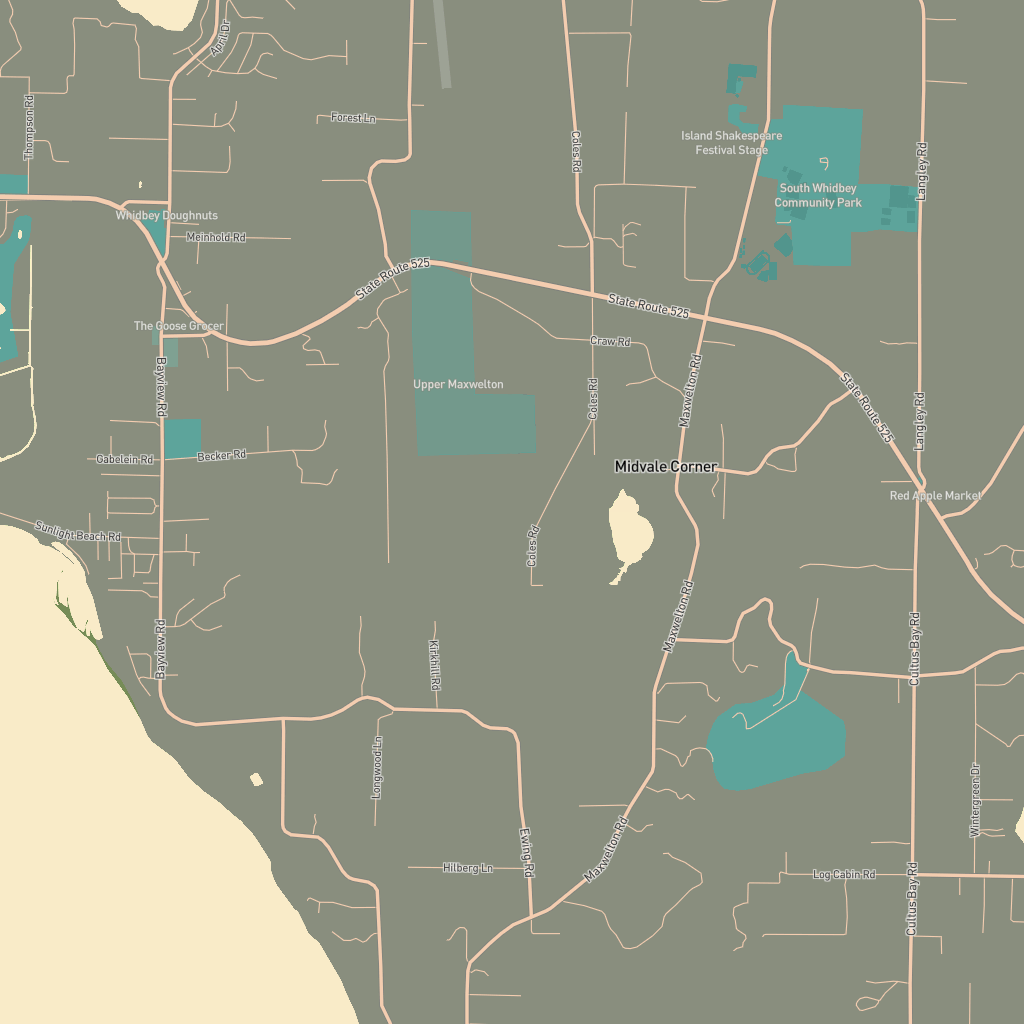 April Dr
Thompson Rd
Forest Ln
Coles Rd
Island Shakespeare
Festival Stage
Langley Rd
South Whidbey
Community Park
Whidbey Doughnuts
Meinhold Rd
State Route 525
State Route 525
The Goose Grocer
Craw Rd
Bayview Rd
Upper Maxwelton
Coles Rd
Maxwelton Rd
State Route 525
Langley Rd
Gabelein Rd
Becker Rd
Midvale Corner
Red Apple Market
Sunlight Beach Rd
Coles Rd
Maxwelton Rd
Bayview Rd
Kirkhill Rd
Cultus Bay Rd
Longwood Ln
Wintergreen Dr
Ewing Rd
Maxwelton Rd
Hilberg Ln
Log Cabin Rd
Cultus Bay Rd